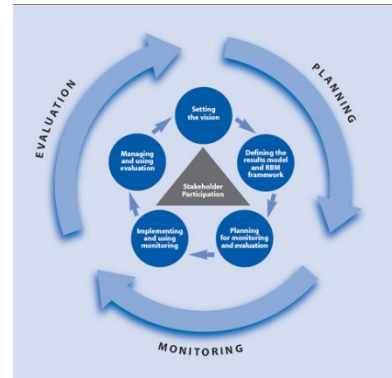 EVALUATION
PLANNING
Setting
the vision
Managing
and using
evaluation
Defining the
results model
and RBM
framework
Stakeholder
Participation
Implementing
and using
monitoring
Planning
for monitoring
and evaluation
MONITORING